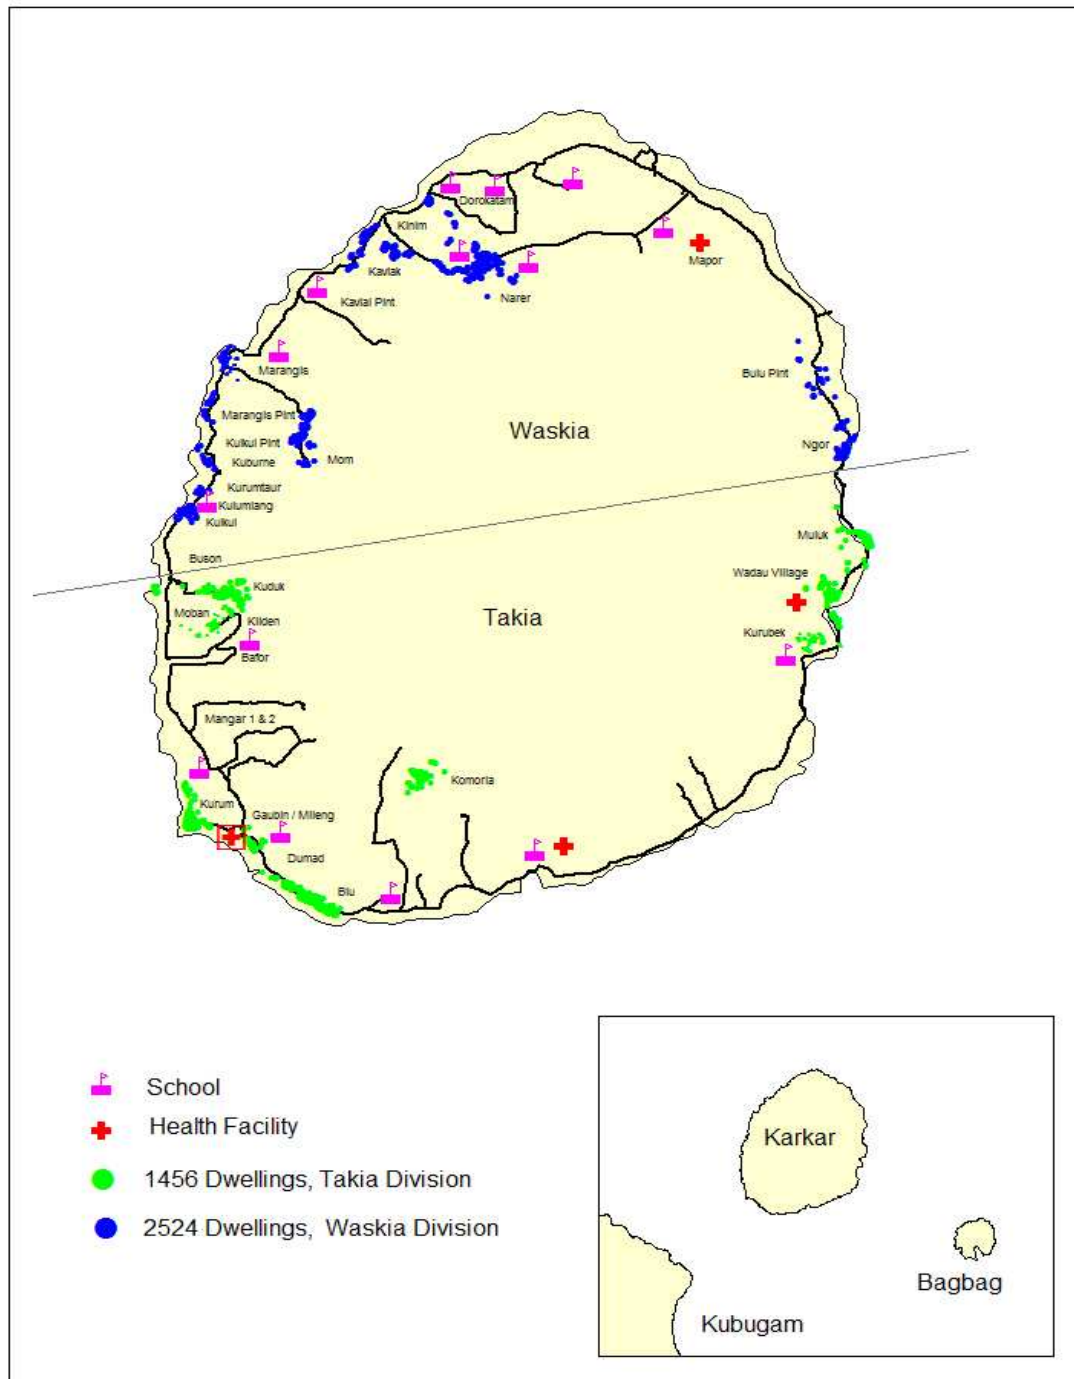 Dorokatam
Kinim
Mapor
Kavlak
Narer
Kavlal Pint
Marangis
Bulu Pint
Marangis Pint
Waskia
Kulkul Pint
Ngor
Kuburne
Mom
Kurumtaur
Kulumlang
Kulkul
Muluk
Buson
Wadau Village
Kuduk
Moban
Kilden
Takia
Kurubek
Bafor
Mangar 1 & 2
Komoria
Kurum
Gaubin / Mileng
Dumad
Biu
School
Health Facility
1456 Dwellings, Takia Division
2524 Dwellings, Waskia Division
Karkar
Bagbag
Kubugam